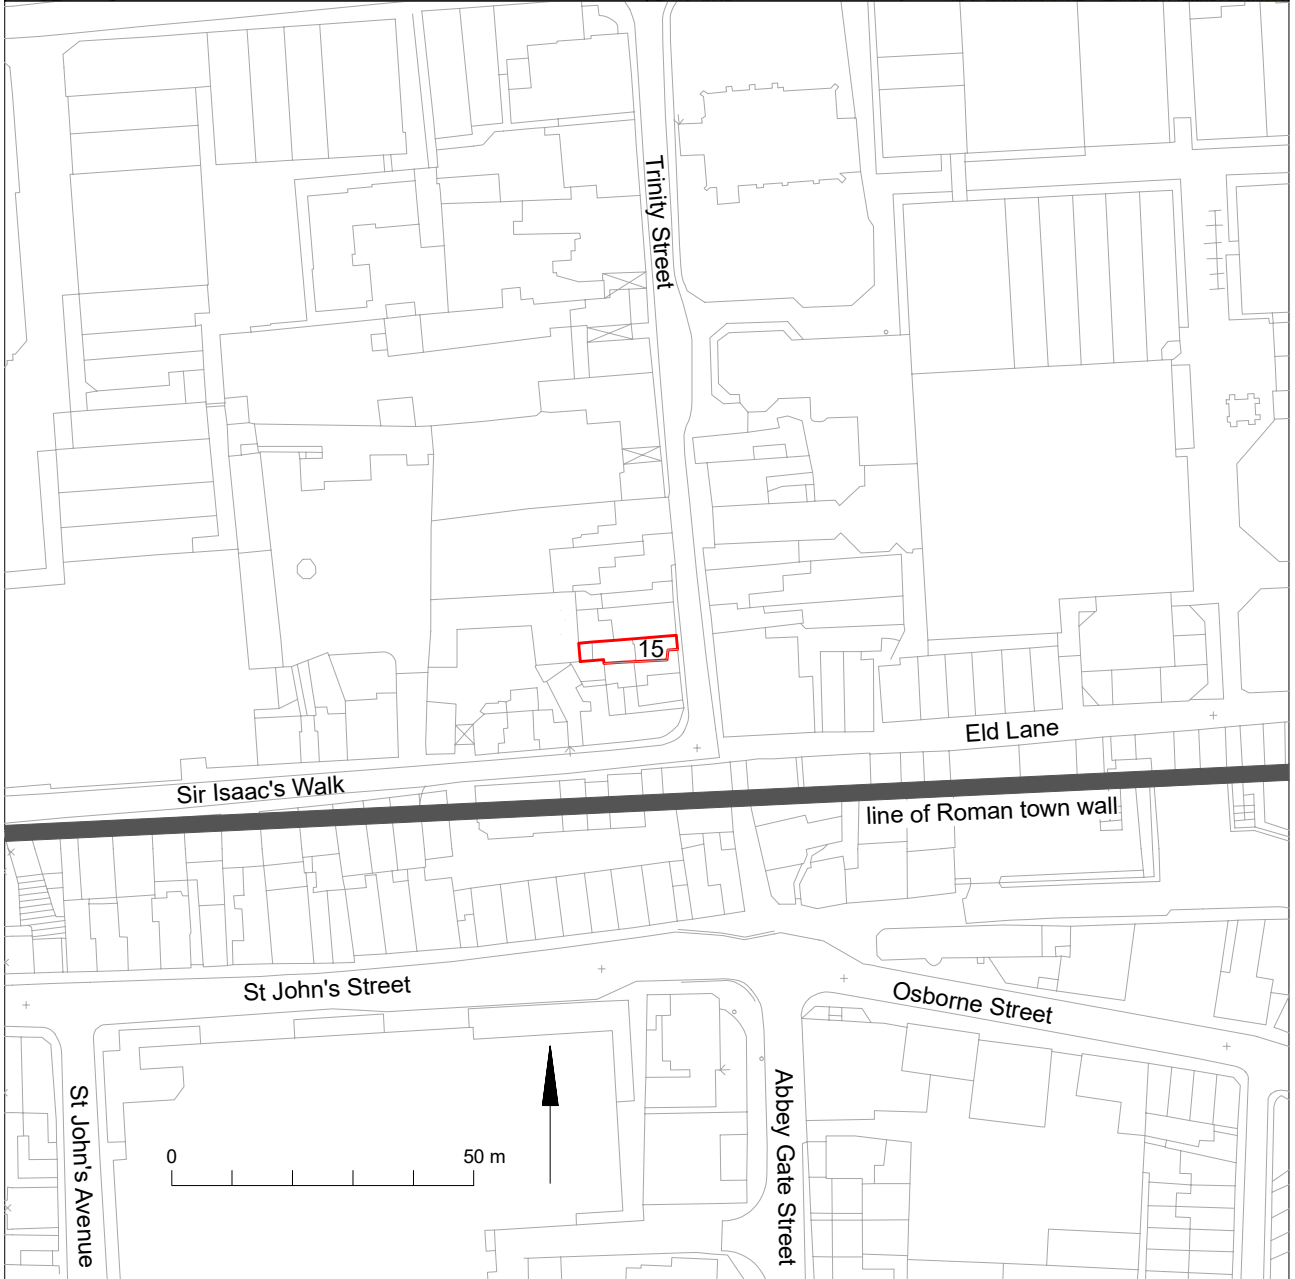 Trinity Street
15
Eld Lane
Sir Isaac's Walk
line of Roman town wall
St John's Street
Osborne Street
St John's Avenue
Abbey Gate Street
0
50 m